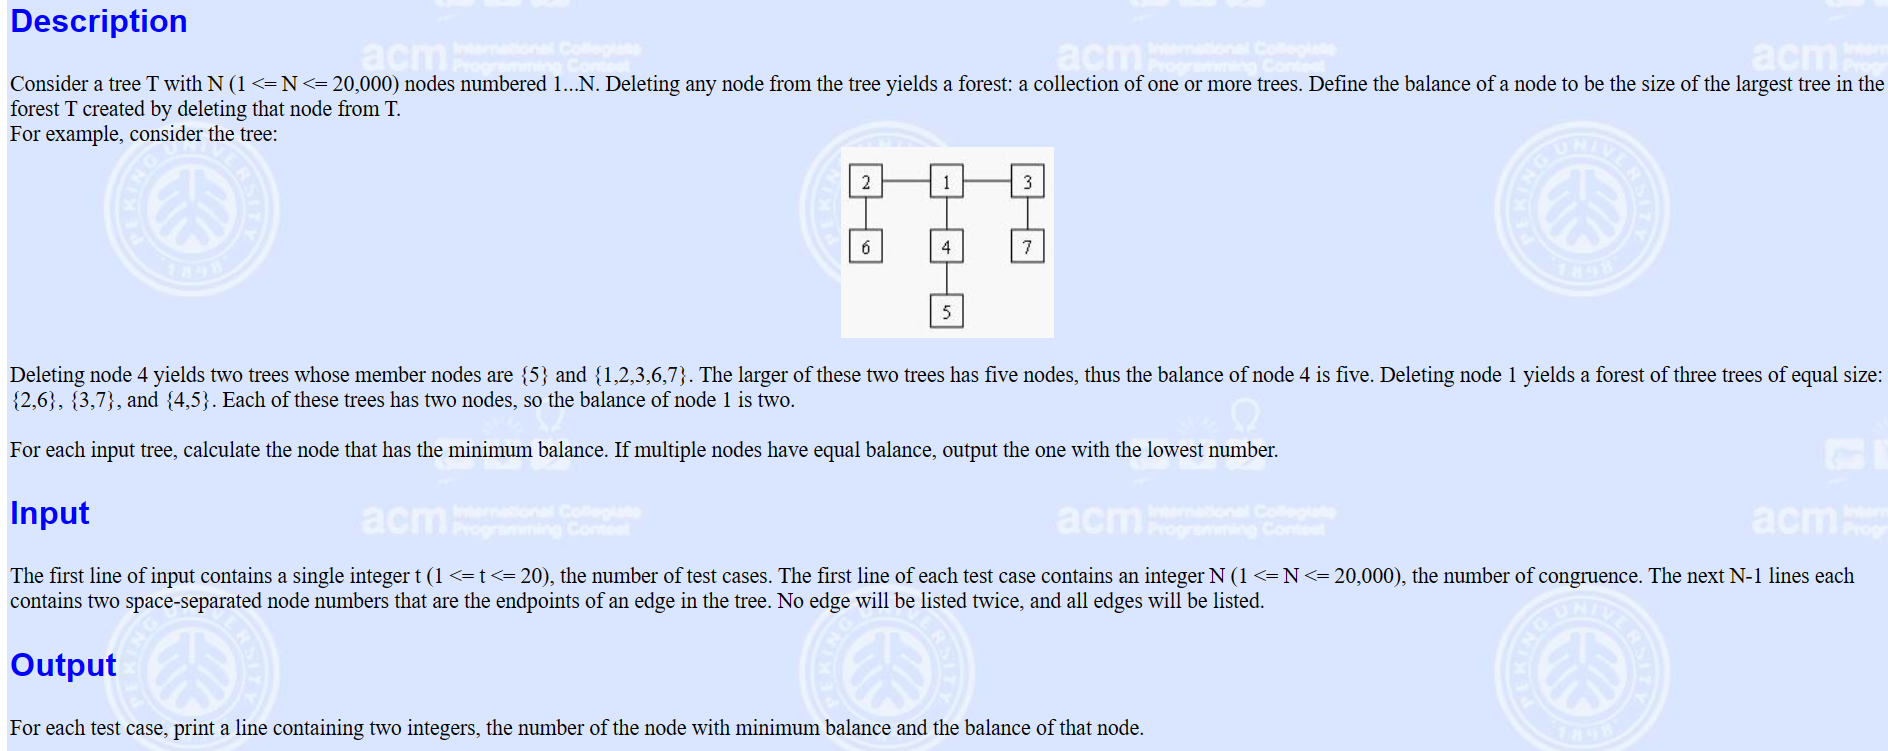 Description
Consider a tree T with N (1 <= N <= 20,000) nodes numbered 1...N. Deleting any node from the tree yields a forest: a collection of one or more trees. Define the balance of a node to be the size of the largest tree in the
forest T created by deleting that node from T.
For example, consider the tree:
2 1 3
6 4 7
5
Deleting node 4 yields two trees whose member nodes are {5} and {1,2,3,6,7}. The larger of these two trees has five nodes, thus the balance of node 4 is five. Deleting node 1 yields a forest of three trees of equal size:
{2,6}, {3,7}, and {4,5}. Each of these trees has two nodes, so the balance of node 1 is two.
For each input tree, calculate the node that has the minimum balance. If multiple nodes have equal balance, output the one with the lowest number.
Input
acm International Collegiate Programming Contest
The first line of input contains a single integer t (1 <= t <= 20), the number of test cases. The first line of each test case contains an integer N (1 <= N <= 20,000), the number of congruence. The next N-1 lines each
contains two space-separated node numbers that are the endpoints of an edge in the tree. No edge will be listed twice, and all edges will be listed.
Output
For each test case, print a line containing two integers, the number of the node with minimum balance and the balance of that node.